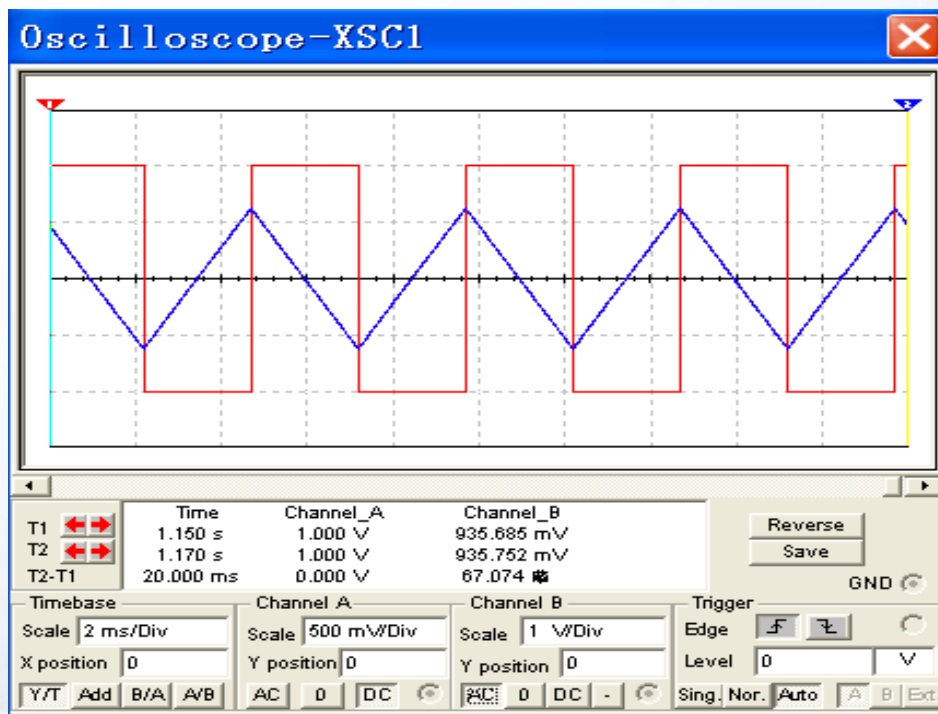 Oscilloscope-XSC1
1
2
Time Channel_A Channel_B
T1 1.150 s 1.000 V 935.685 mV
T2 1.170 s 1.000 V 935.752 mV
T2-T1 20.000 ms 0.000 V 67.074
Reverse
Save
GND
Timebase Channel A Channel B Trigger
Scale 2 ms/Div Scale 500 mV/Div Scale 1 V/Div Edge
X position 0 Y position 0 Y position 0 Level 0 V
Y/T Add B/A A/B AC 0 DC AC 0 DC - Sing. Nor. Auto A B Ext